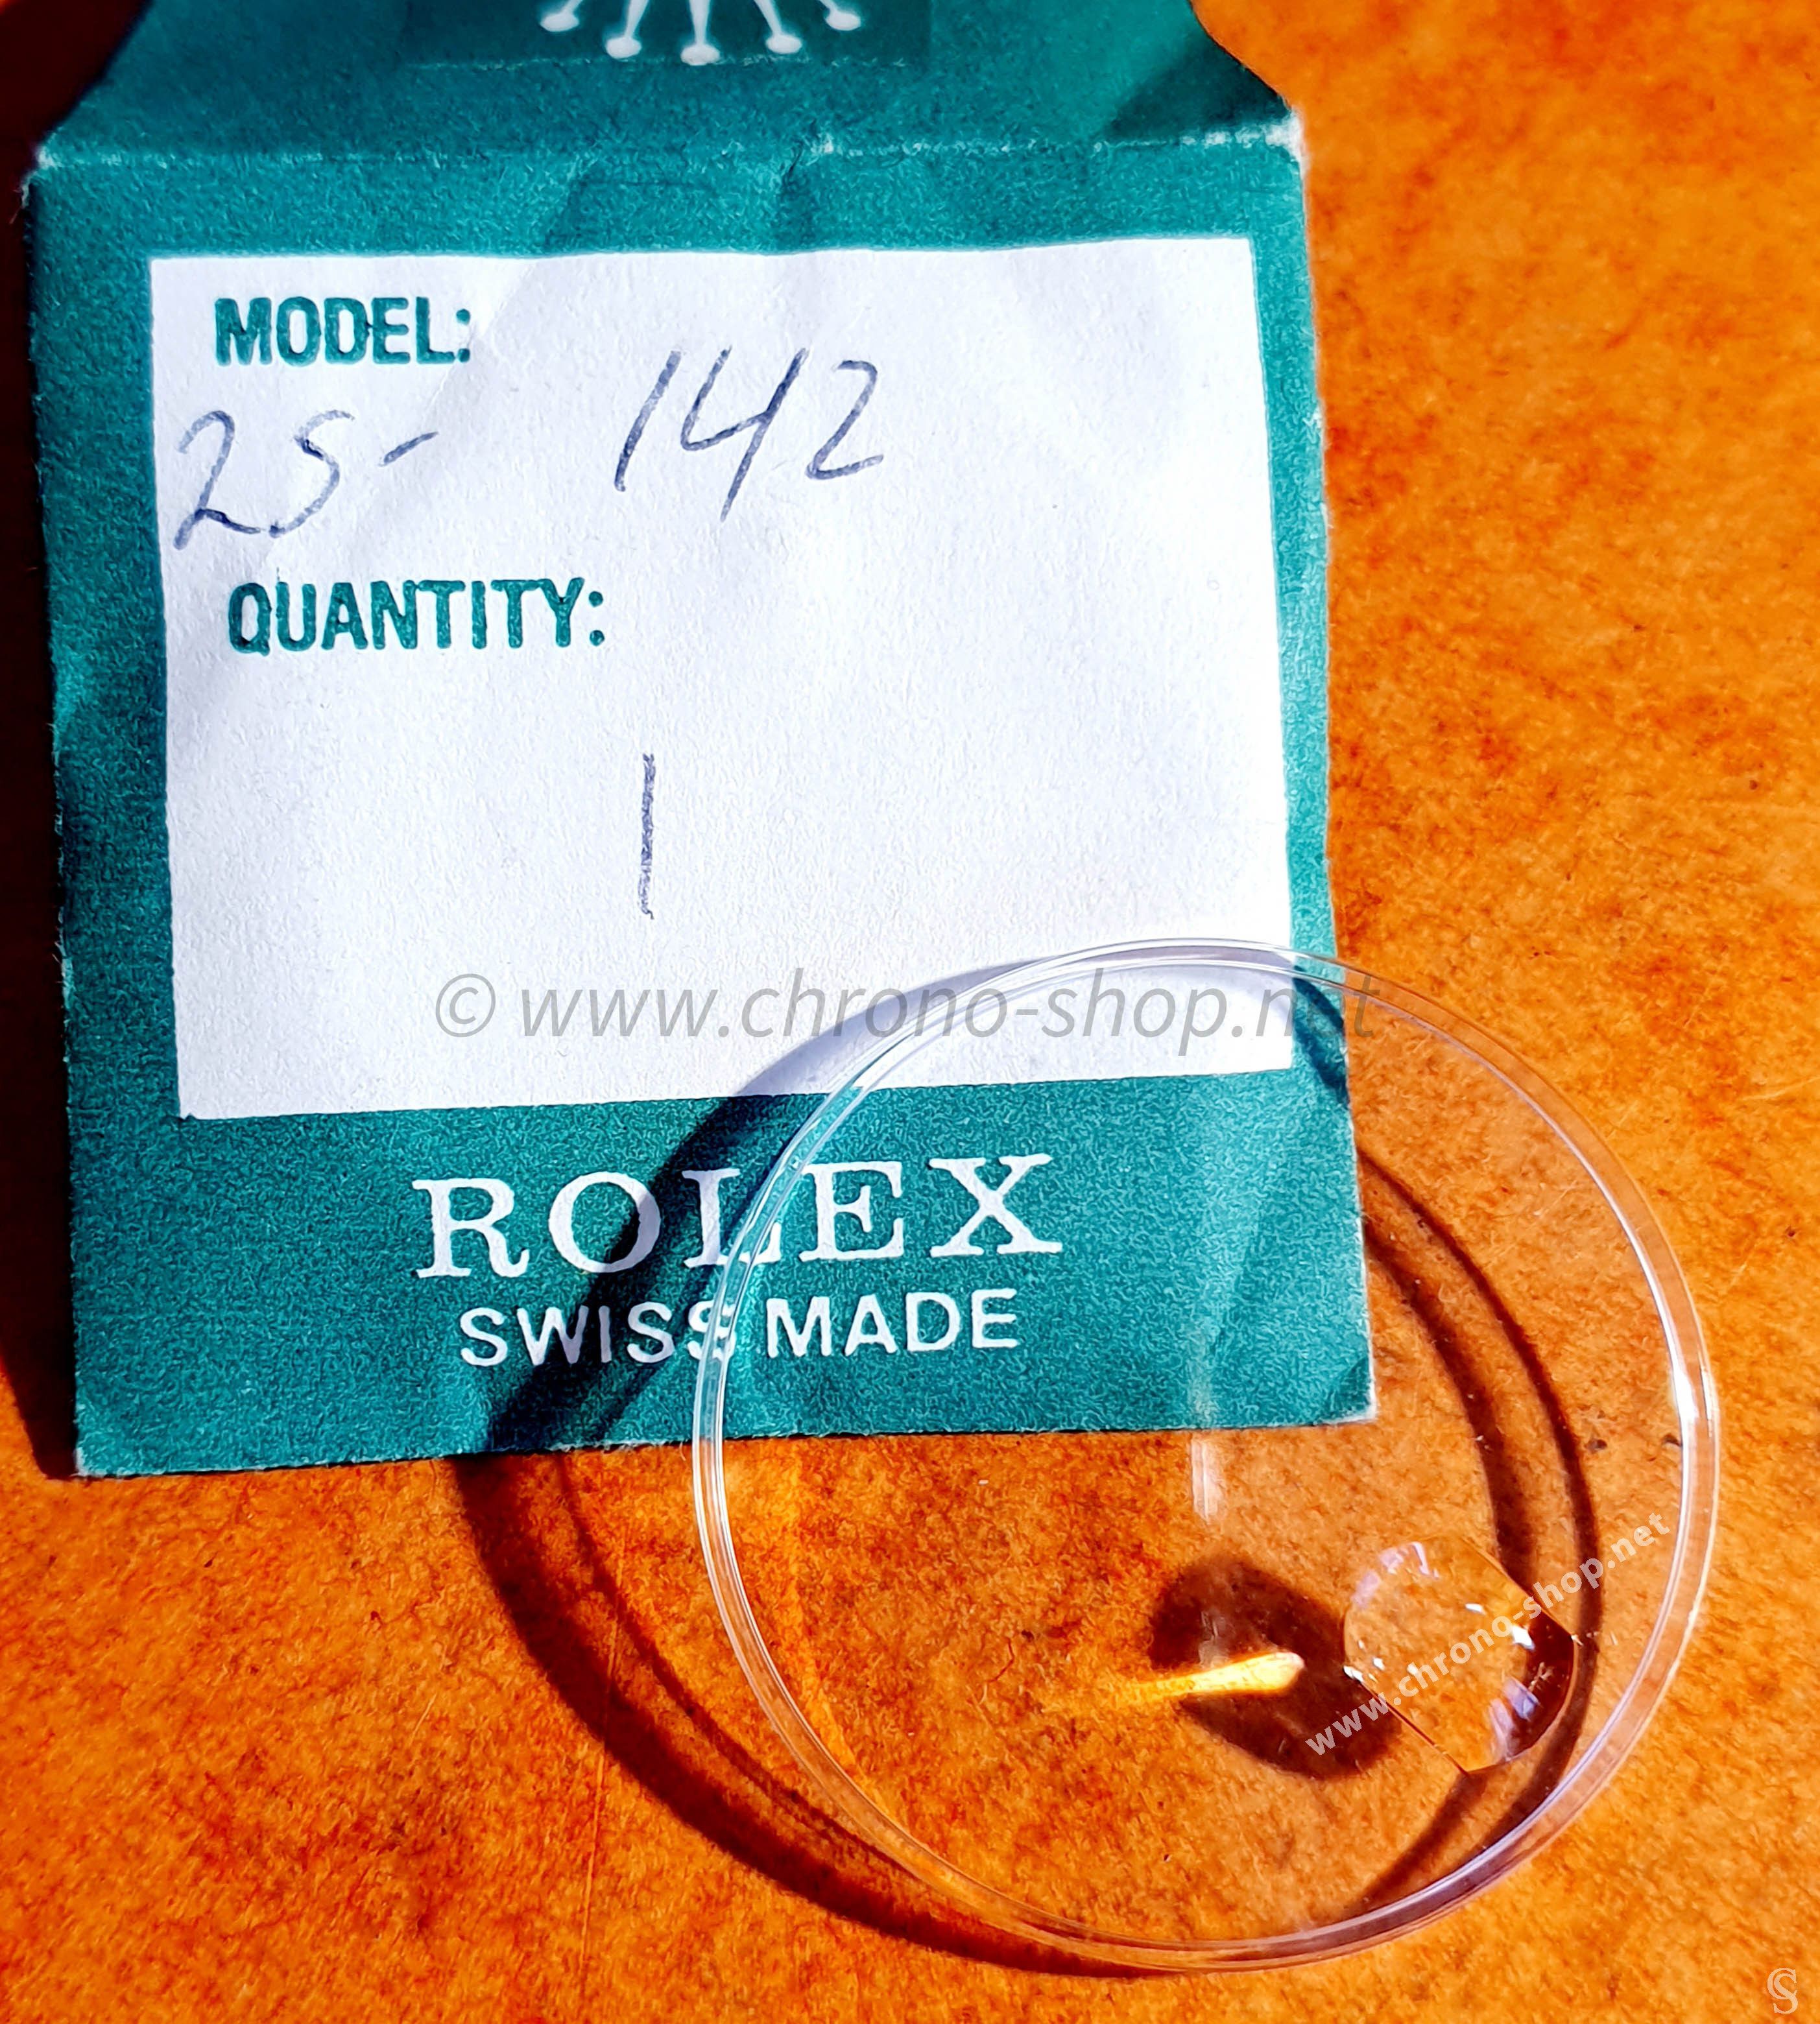 MODEL:
25- 142
QUANTITY:
1
© www.chrono-shop.net
ROLEX
SWISS MADE
www.chrono-shop.net